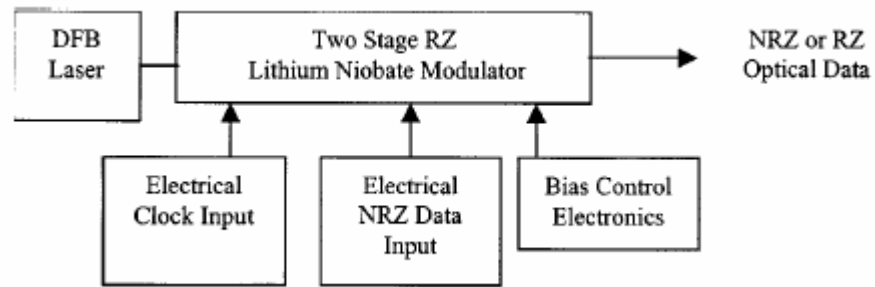 DFB
Laser
Two Stage RZ
Lithium Niobate Modulator
NRZ or RZ
Optical Data
Electrical
Clock Input
Electrical
NRZ Data
Input
Bias Control
Electronics